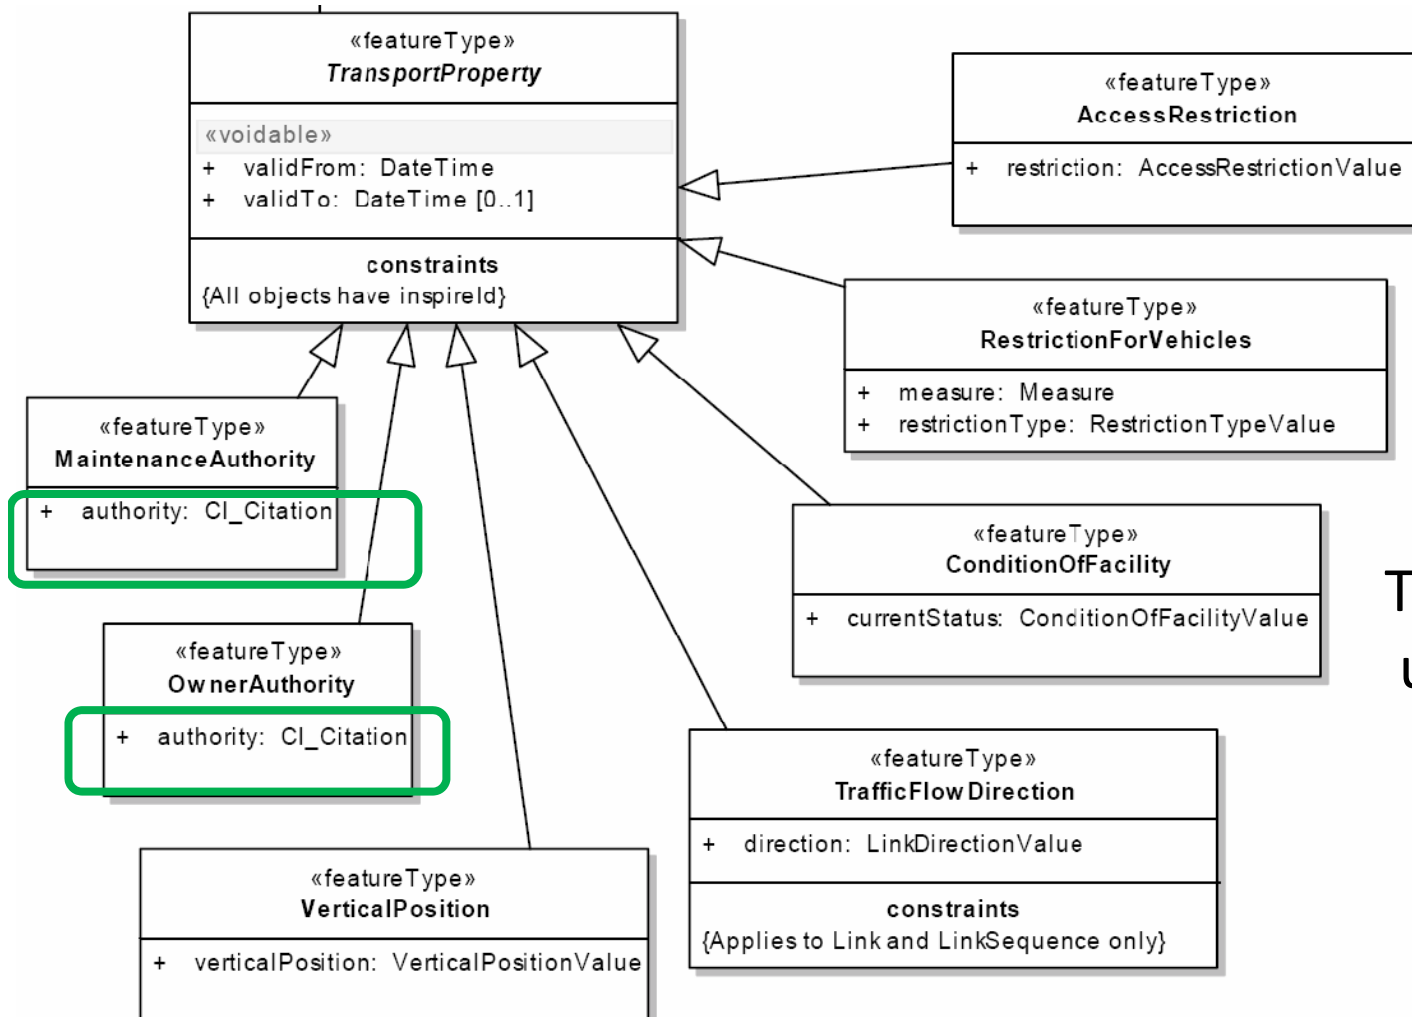 «featureType»
TransportProperty
«voidable»
+ validFrom: DateTime
+ validTo: DateTime [0..1]
constraints
{All objects have inspireId}
«featureType»
AccessRestriction
+ restriction: AccessRestrictionValue
«featureType»
RestrictionForVehicles
+ measure: Measure
+ restrictionType: RestrictionTypeValue
«featureType»
MaintenanceAuthority
+ authority: CI_Citation
«featureType»
ConditionOfFacility
+ currentStatus: ConditionOfFacilityValue
«featureType»
OwnerAuthority
+ authority: CI_Citation
«featureType»
TrafficFlowDirection
+ direction: LinkDirectionValue
constraints
{Applies to Link and LinkSequence only}
«featureType»
VerticalPosition
+ verticalPosition: VerticalPositionValue